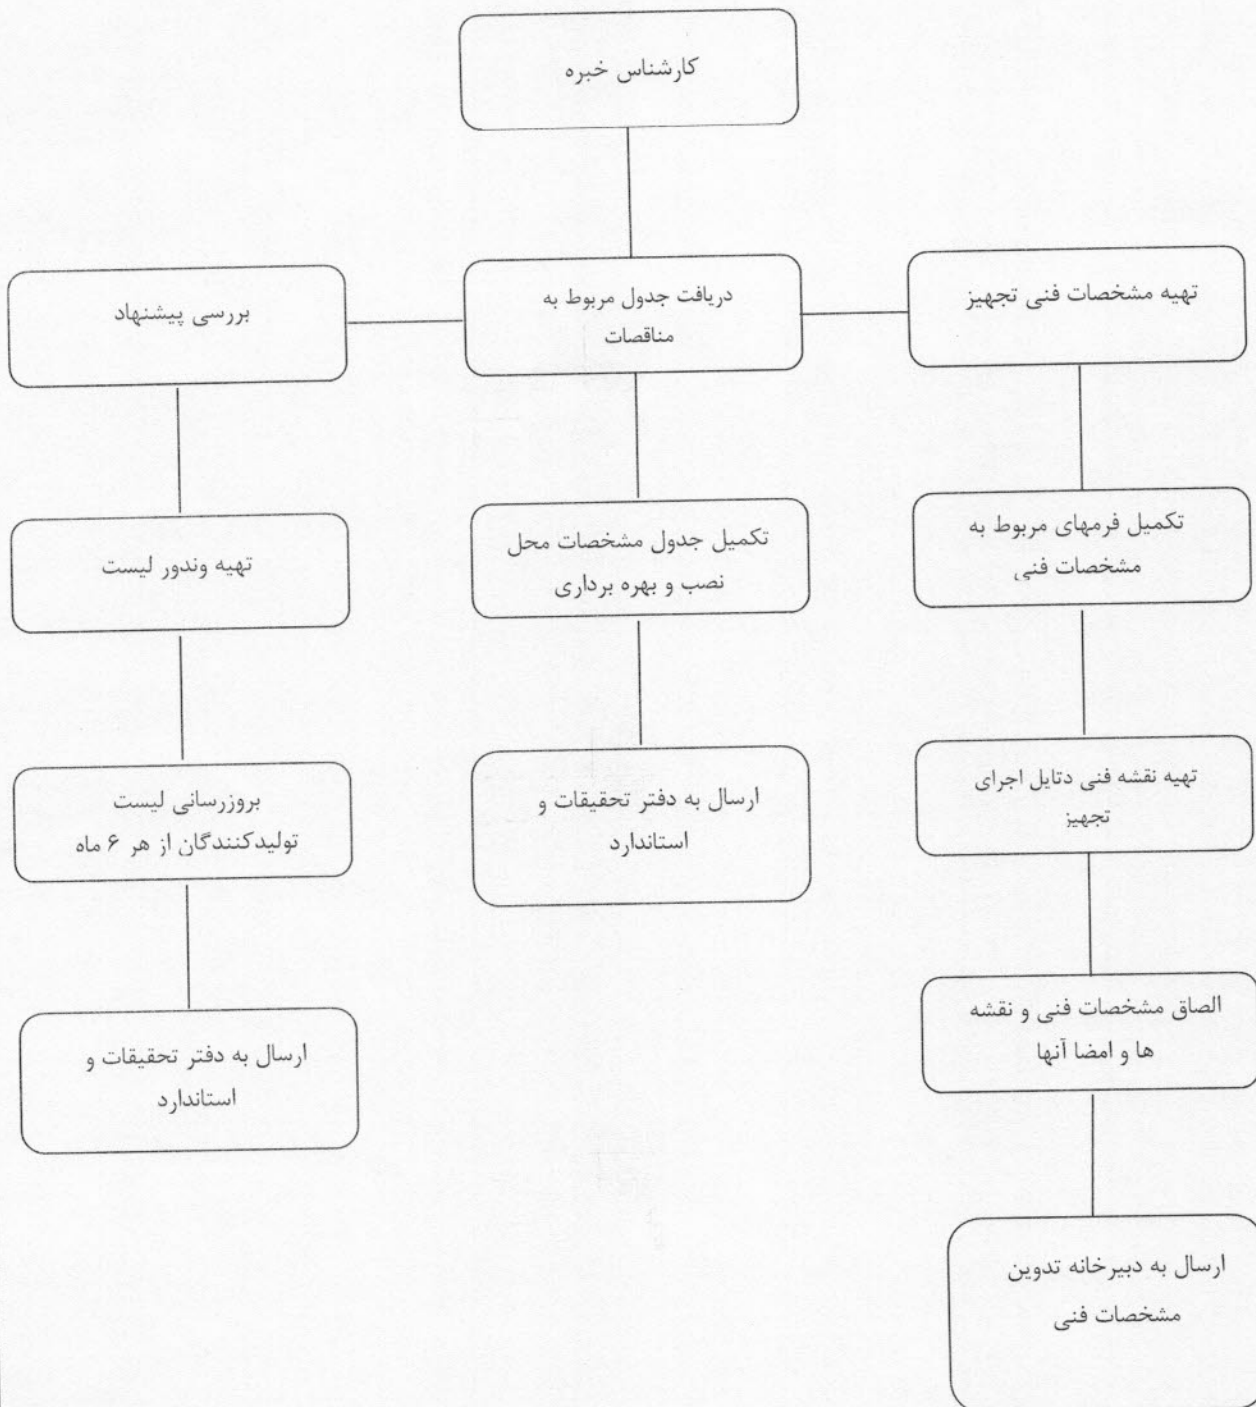 کارشناس خبره
تهیه مشخصات فنی تجهیز
دریافت جدول مربوط به
مناقصات
بررسی پیشنهاد
تکمیل فرمهای مربوط به
مشخصات فنی
تکمیل جدول مشخصات محل
نصب و بهره برداری
تهیه وندور لیست
تهیه نقشه فنی دتایل اجرای
تجهیز
ارسال به دفتر تحقیقات و
استاندارد
بروزرسانی لیست
تولیدکنندگان از هر ۶ ماه
الصاق مشخصات فنی و نقشه
ها و امضا آنها
ارسال به دفتر تحقیقات و
استاندارد
ارسال به دبیرخانه تدوین
مشخصات فنی